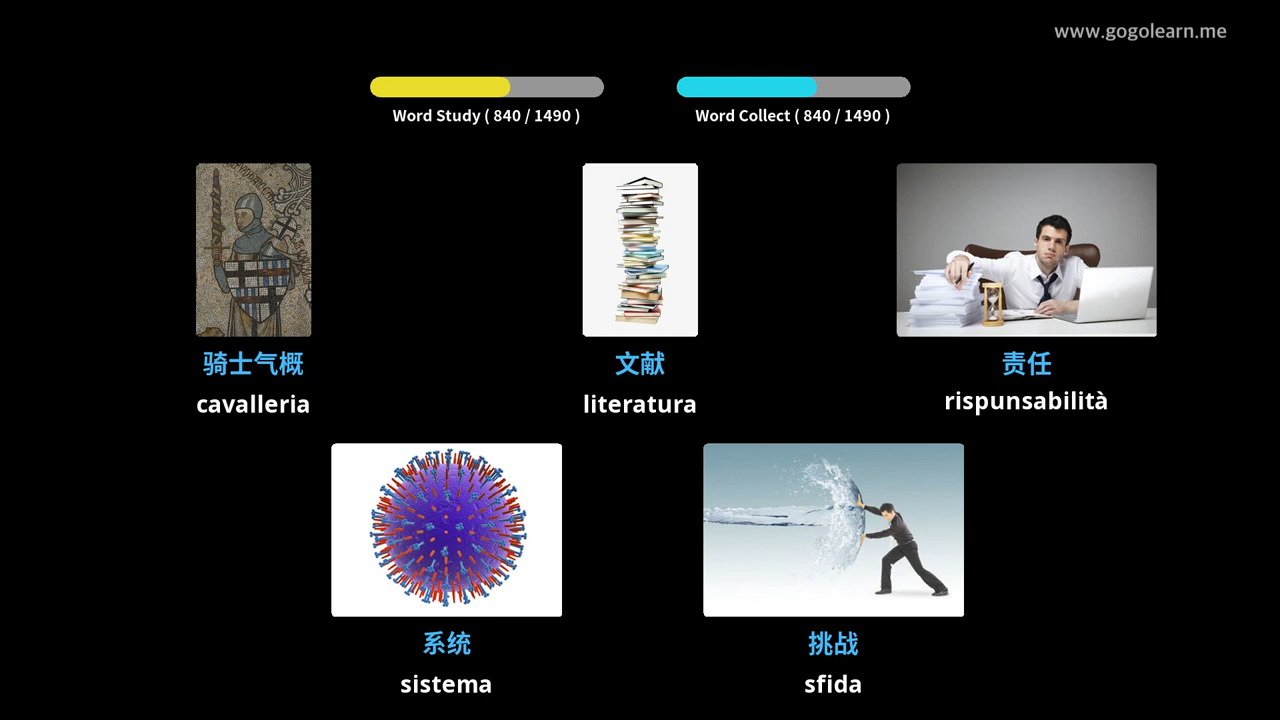 www.gogolearn.me
Word Study ( 840 / 1490 )
Word Collect ( 840 / 1490 )
骑士气概
文献
责任
cavalleria
literatura
rispunsabilità
系统
挑战
sistema
sfida